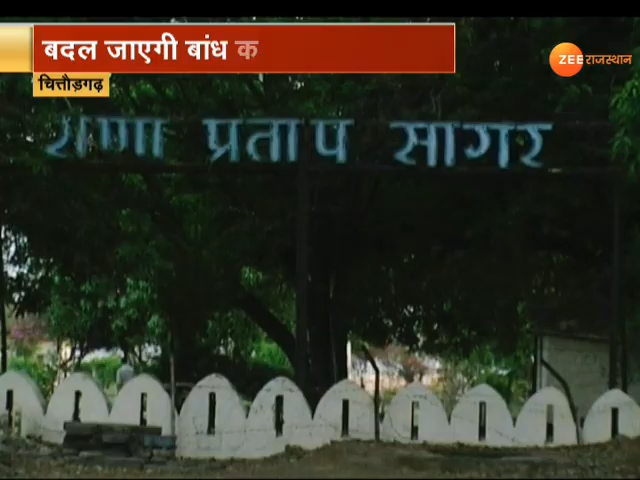 बदल जाएगी बांध क
ZEE राजस्थान
चित्तौड़गढ़
राणा प्रताप सागर